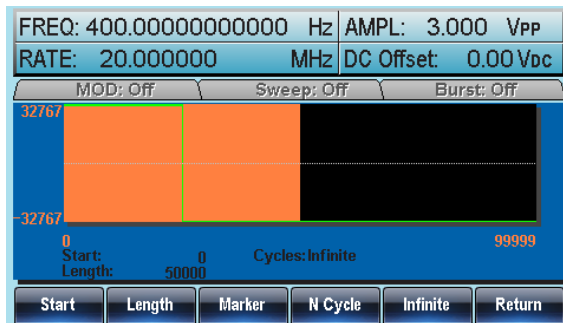 FREQ: 400.00000000000 Hz AMPL: 3.000 VPP
RATE: 20.000000 MHz DC Offset: 0.00 VDC
MOD: Off Sweep: Off Burst: Off
32767
-32767
0 99999
Start: 0 Cycles:Infinite
Length: 50000
Start Length Marker N Cycle Infinite Return